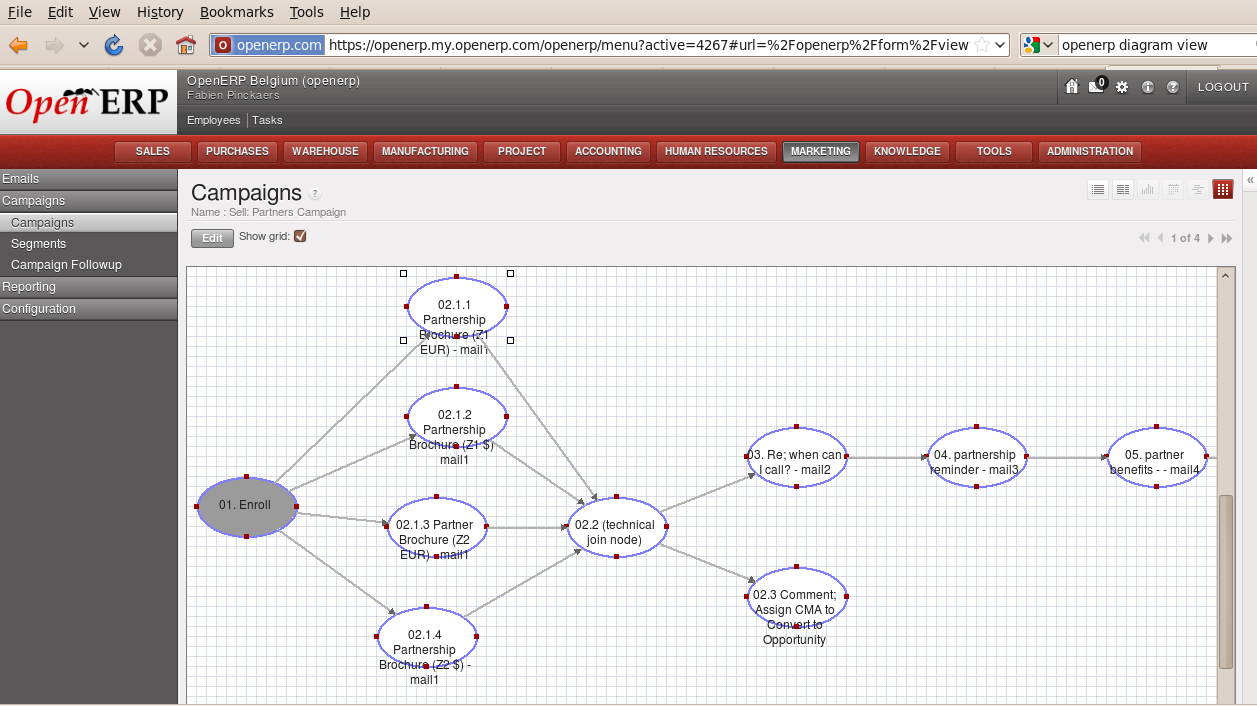 File Edit View History Bookmarks Tools Help
openerp.com https://openerp.my.openerp.com/openerp/menu?active=4267#url=%2Fopenerp%2Fform%2Fview openerp diagram view
OpenERP
OpenERP Belgium (openerp)
Fabien Pinckaers
0
LOGOUT
Employees Tasks
SALES PURCHASES WAREHOUSE MANUFACTURING PROJECT ACCOUNTING HUMAN RESOURCES MARKETING KNOWLEDGE TOOLS ADMINISTRATION
Emails
Campaigns
Campaigns
Segments
Campaign Followup
Reporting
Configuration
Campaigns ?
Name : Sell: Partners Campaign
Edit Show grid:
1 of 4
02.1.1
Partnership
Brochure (Z1
EUR) - mail1
02.1.2
Partnership
Brochure (Z1 $)
mail1
01. Enroll
02.1.3 Partner
Brochure (Z2
EUR) - mail1
02.1.4
Partnership
Brochure (Z2 $) -
mail1
02.2 (technical
join node)
03. Re; when can
I call? - mail2
02.3 Comment;
Assign CMA to
Convert to
Opportunity
04. partnership
reminder - mail3
05. partner
benefits - - mail4